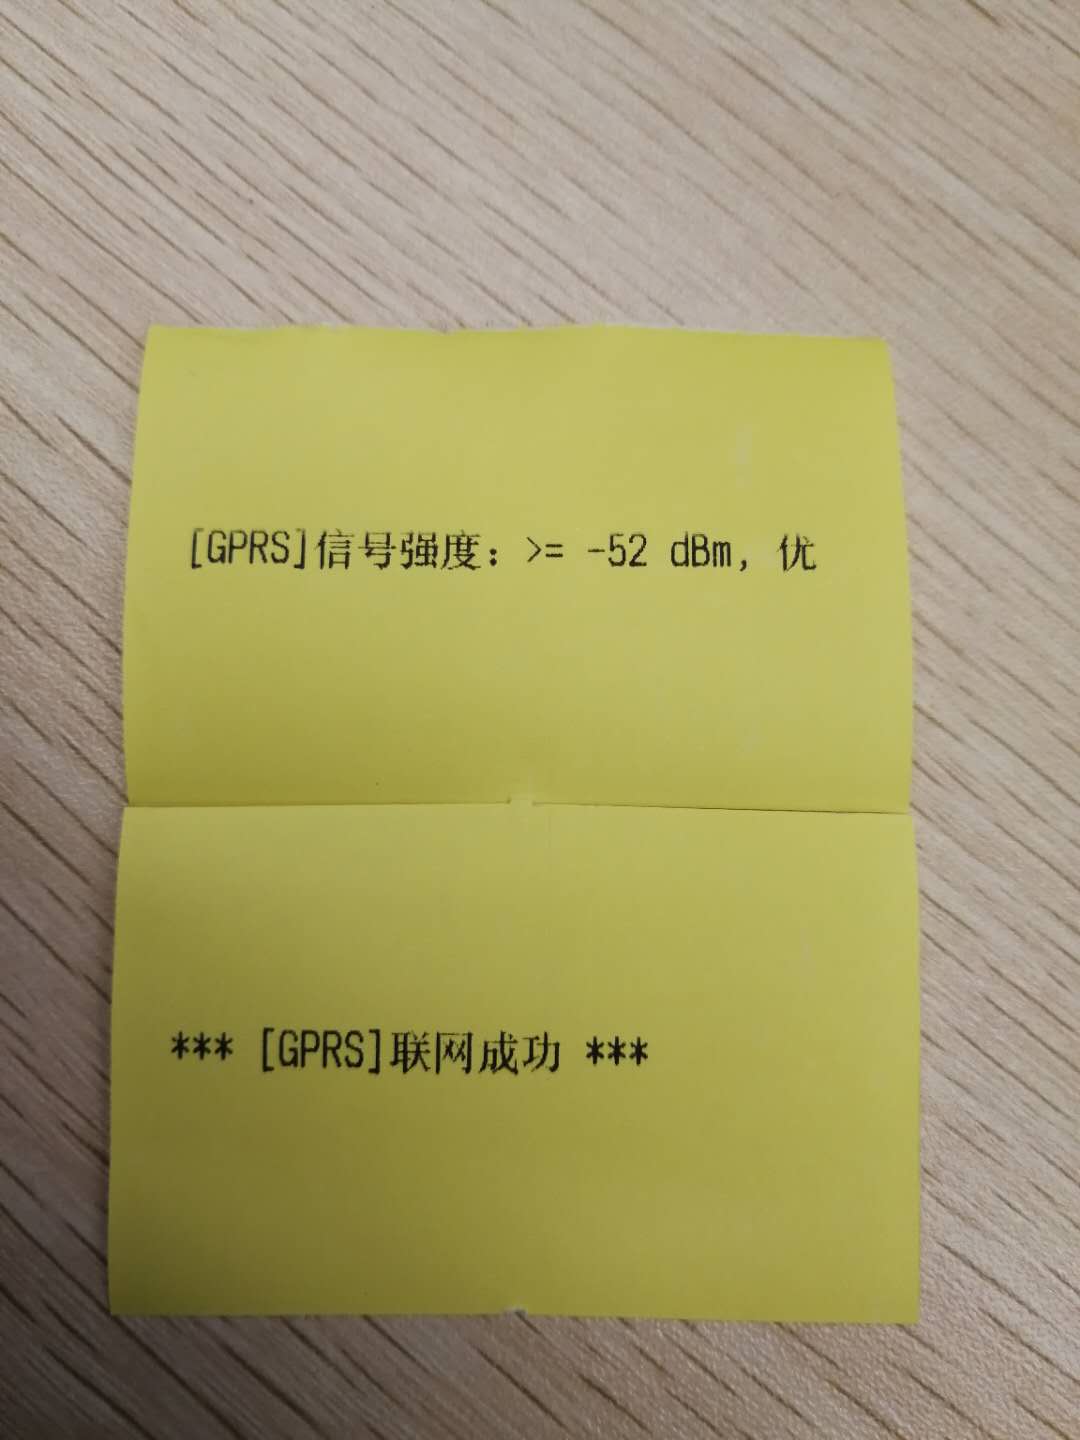 [GPRS]信号强度：>= -52 dBm, 优
*** [GPRS]联网成功 ***